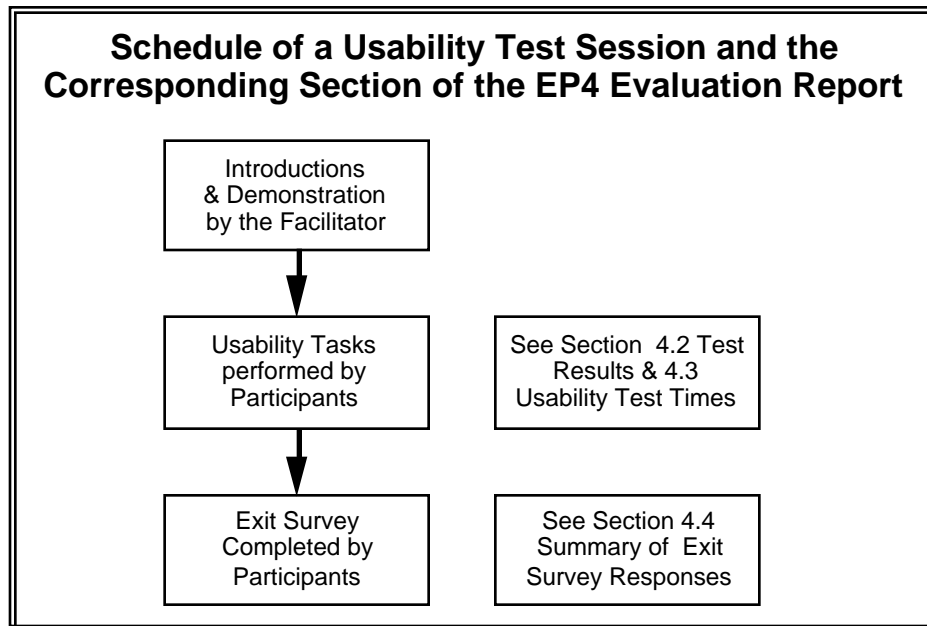 Schedule of a Usability Test Session and the
Corresponding Section of the EP4 Evaluation Report
Introductions
& Demonstration
by the Facilitator
Usability Tasks
performed by
Participants
See Section 4.2 Test
Results & 4.3
Usability Test Times
Exit Survey
Completed by
Participants
See Section 4.4
Summary of Exit
Survey Responses